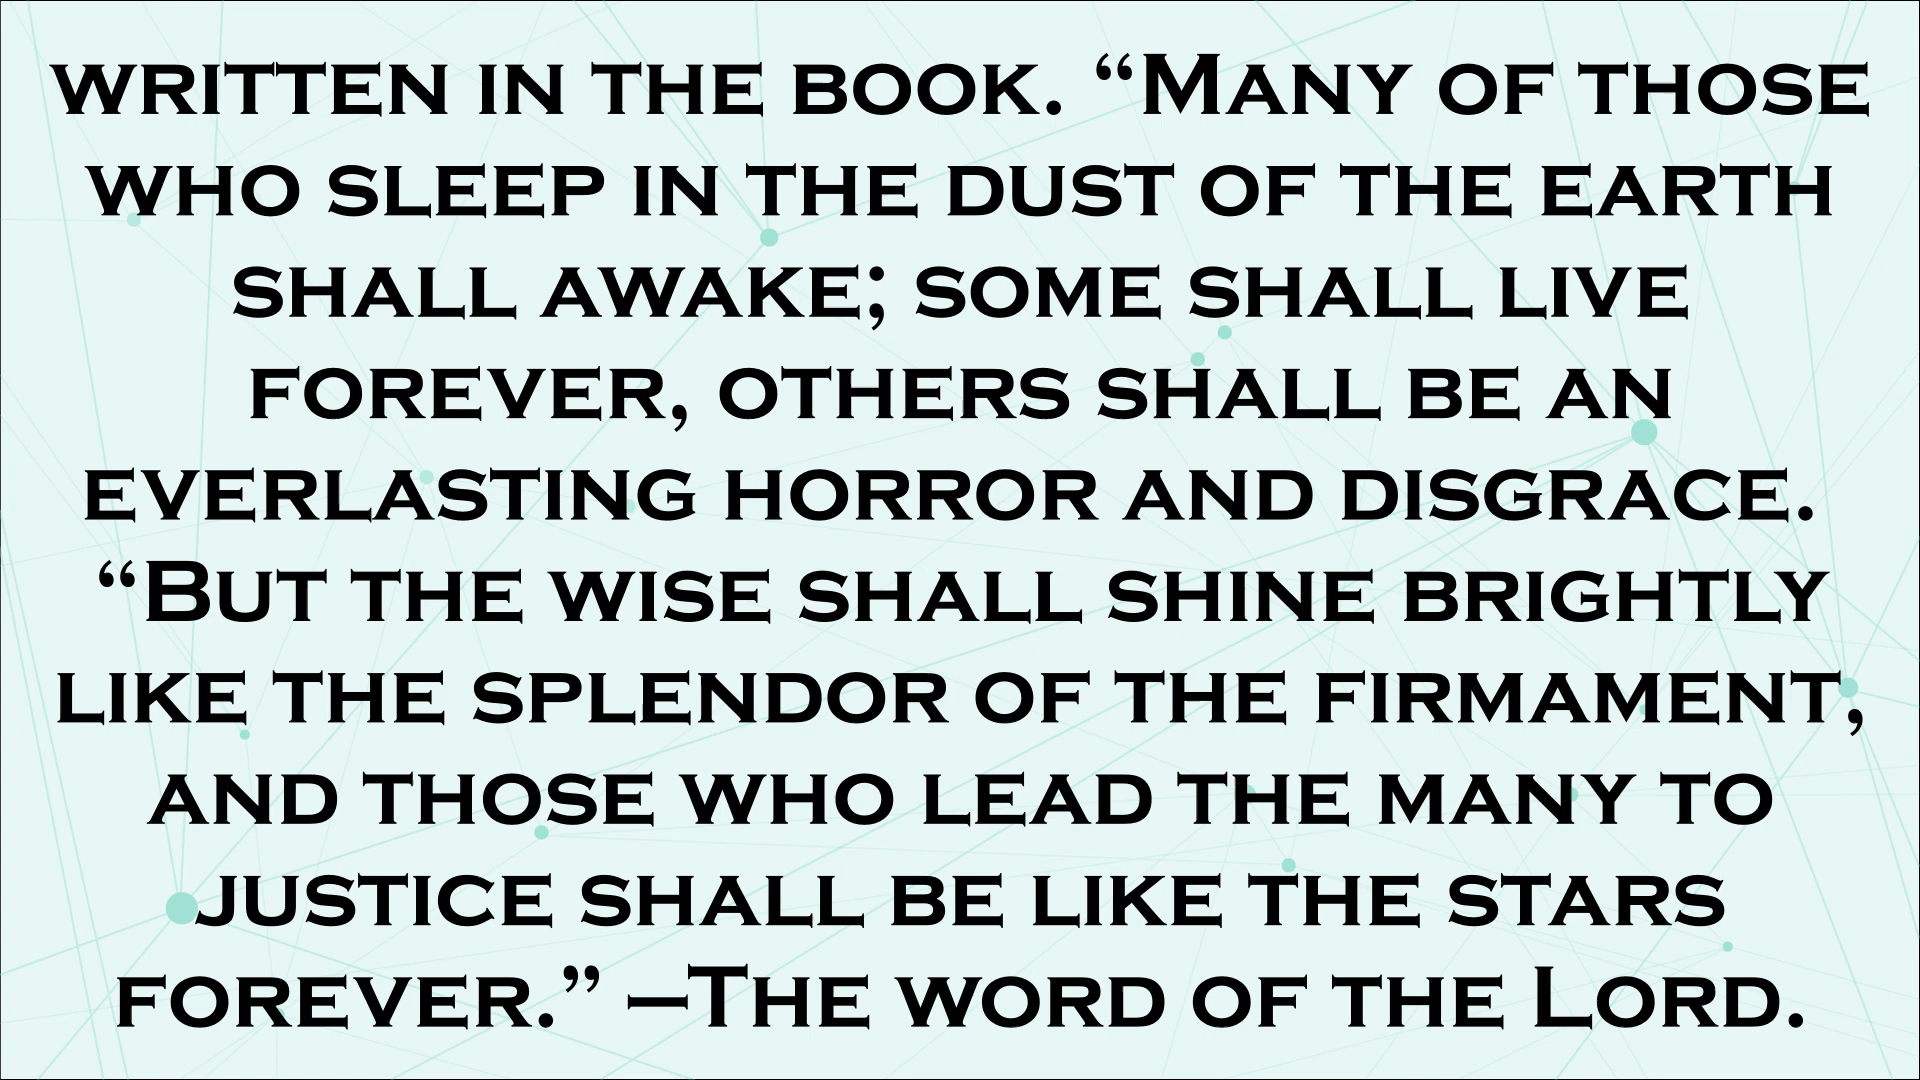 WRITTEN IN THE BOOK. “MANY OF THOSE
WHO SLEEP IN THE DUST OF THE EARTH
SHALL AWAKE; SOME SHALL LIVE
FOREVER, OTHERS SHALL BE AN
EVERLASTING HORROR AND DISGRACE.
“BUT THE WISE SHALL SHINE BRIGHTLY
LIKE THE SPLENDOR OF THE FIRMAMENT,
AND THOSE WHO LEAD THE MANY TO
JUSTICE SHALL BE LIKE THE STARS
FOREVER.” —THE WORD OF THE LORD.